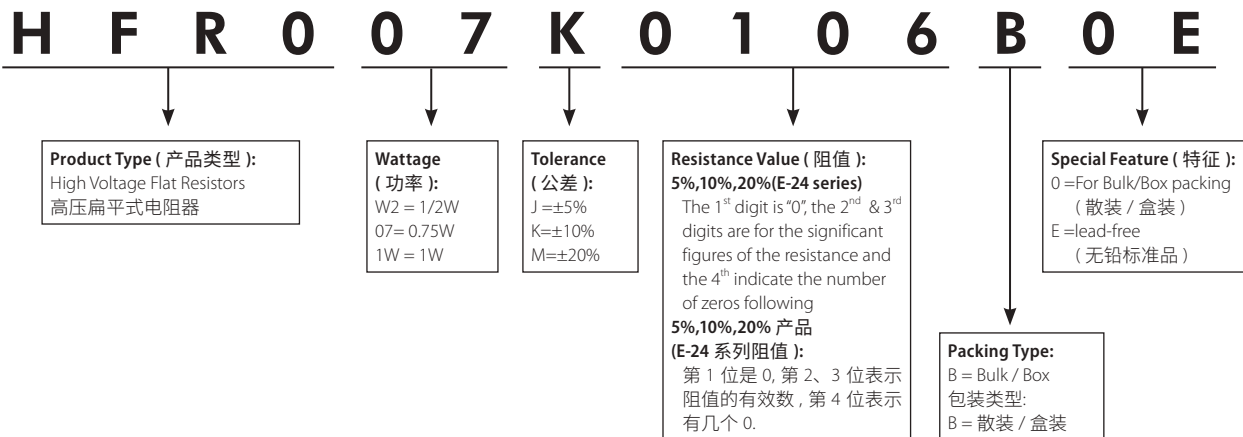 H F R 0 0 7 K 0 1 0 6 B 0 E
Product Type ( 产品类型 ):
High Voltage Flat Resistors
高压扁平式电阻器
Wattage
( 功率 ):
W2 = 1/2W
07= 0.75W
1W = 1W
Tolerance
( 公差 ):
J =±5%
K=±10%
M=±20%
Resistance Value ( 阻值 ):
5%,10%,20%(E-24 series)
The 1st digit is "0", the 2nd & 3rd
digits are for the significant
figures of the resistance and
the 4th indicate the number
of zeros following
5%,10%,20% 产品
(E-24 系列阻值 ):
第 1 位是 0, 第 2、3 位表示
阻值的有效数 , 第 4 位表示
有几个 0.
Packing Type:
B = Bulk / Box
包装类型:
B = 散装 / 盒装
Special Feature ( 特征 ):
0 =For Bulk/Box packing
( 散装 / 盒装 )
E =lead-free
( 无铅标准品 )